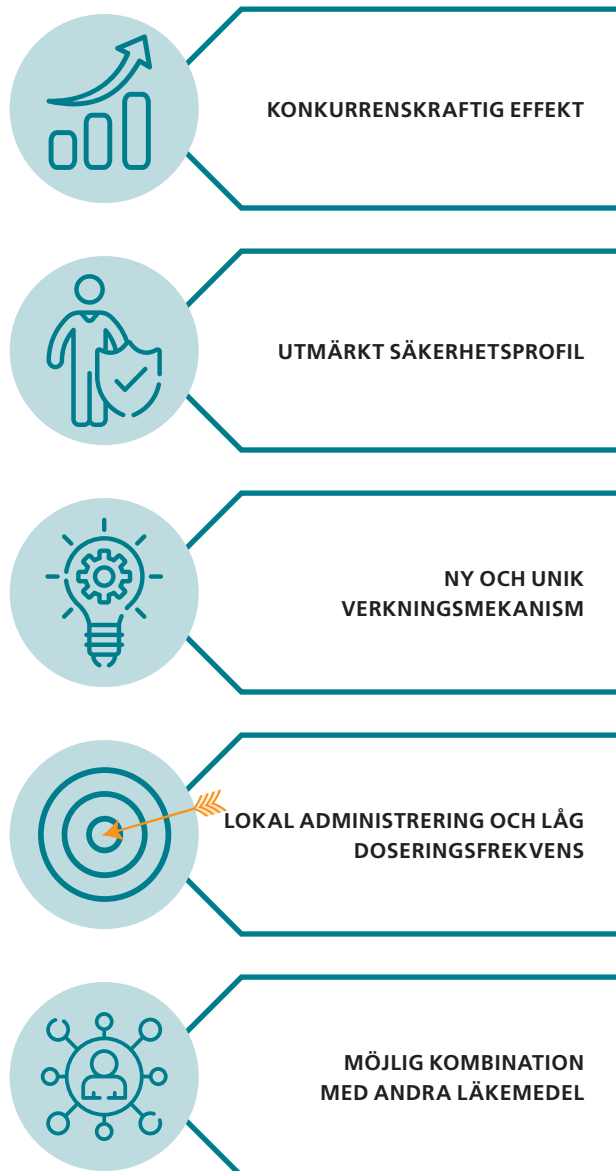 KONKURRENSKRAFTIG EFFEKT
UTMÄRKT SÄKERHETSPROFIL
NY OCH UNIK
VERKNINGSMEKANISM
LOKAL ADMINISTRERING OCH LÅG
DOSERINGSFREKVENS
MÖJLIG KOMBINATION
MED ANDRA LÄKEMEDEL